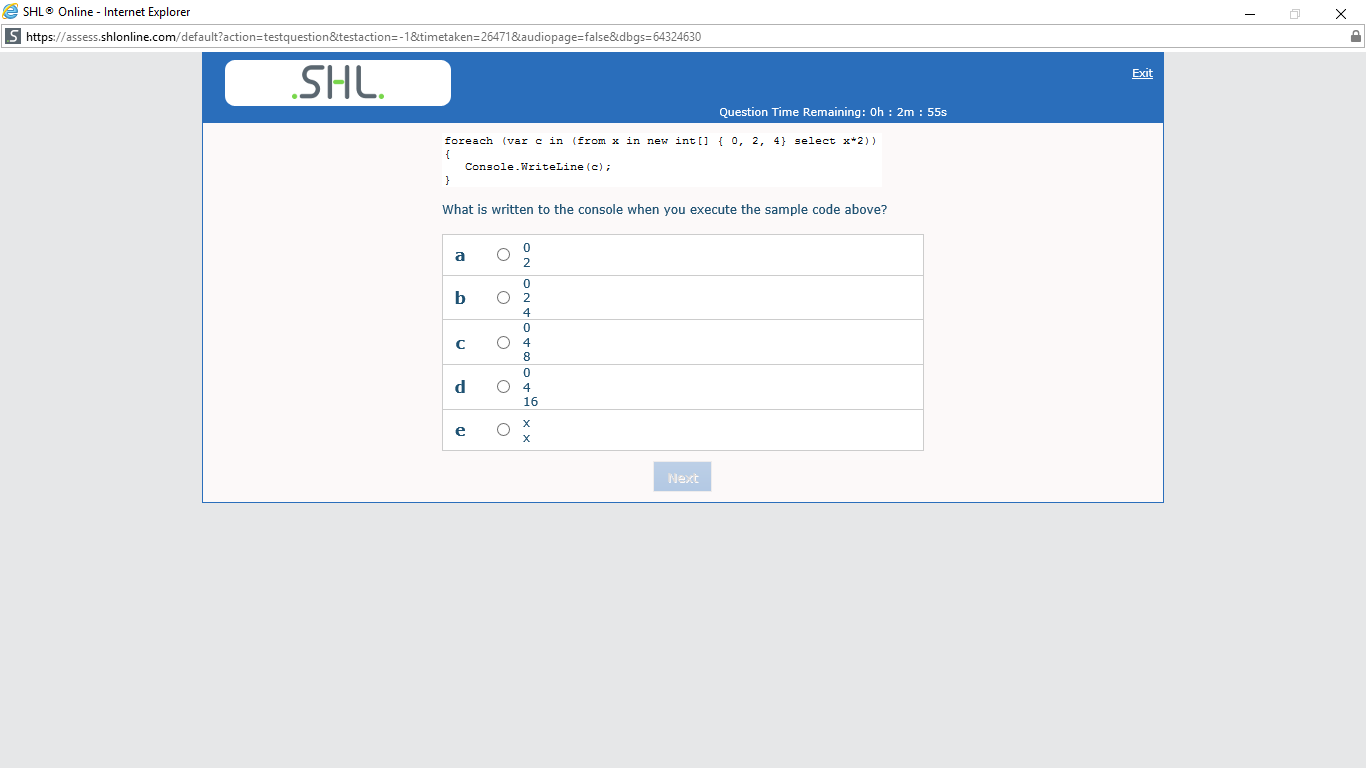 SHL® Online - Internet Explorer
https://assess.shlonline.com/default?action=testquestion&testaction=-1&timetaken=26471&audiopage=false&dbgs=64324630
SHL
Exit
Question Time Remaining: 0h : 2m : 55s
foreach (var c in (from x in new int[] { 0, 2, 4} select x*2))
{
Console.WriteLine(c);
}
What is written to the console when you execute the sample code above?
a
0
2
b
0
2
4
c
0
4
8
d
0
4
16
e
x
x
Next